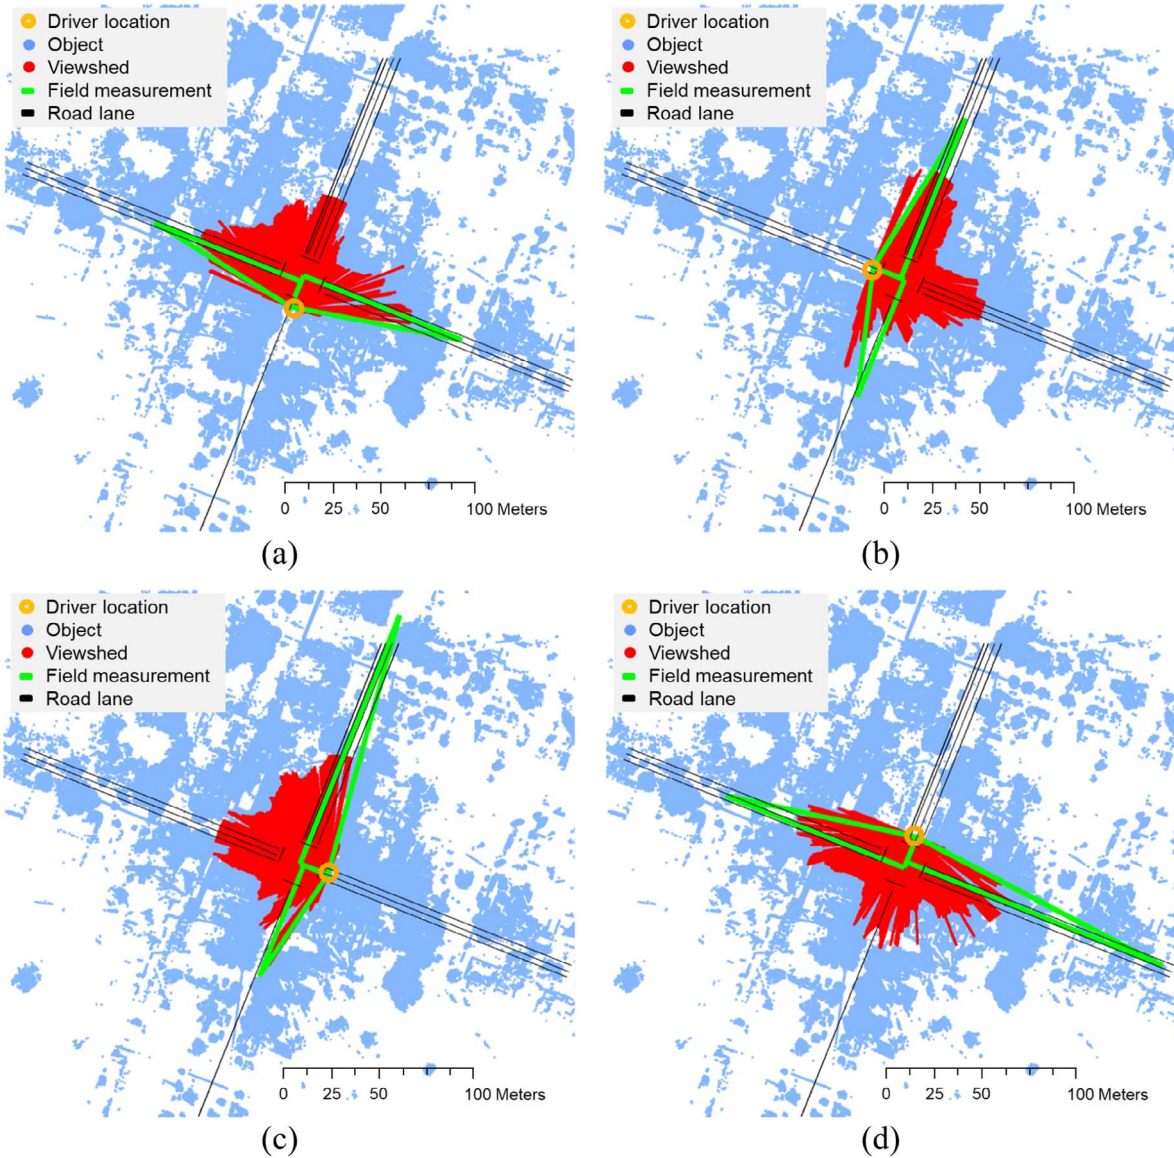 Driver location
Object
Viewshed
Field measurement
Road lane
0 25 50 100 Meters
(a)
Driver location
Object
Viewshed
Field measurement
Road lane
0 25 50 100 Meters
(b)
Driver location
Object
Viewshed
Field measurement
Road lane
0 25 50 100 Meters
(c)
Driver location
Object
Viewshed
Field measurement
Road lane
0 25 50 100 Meters
(d)